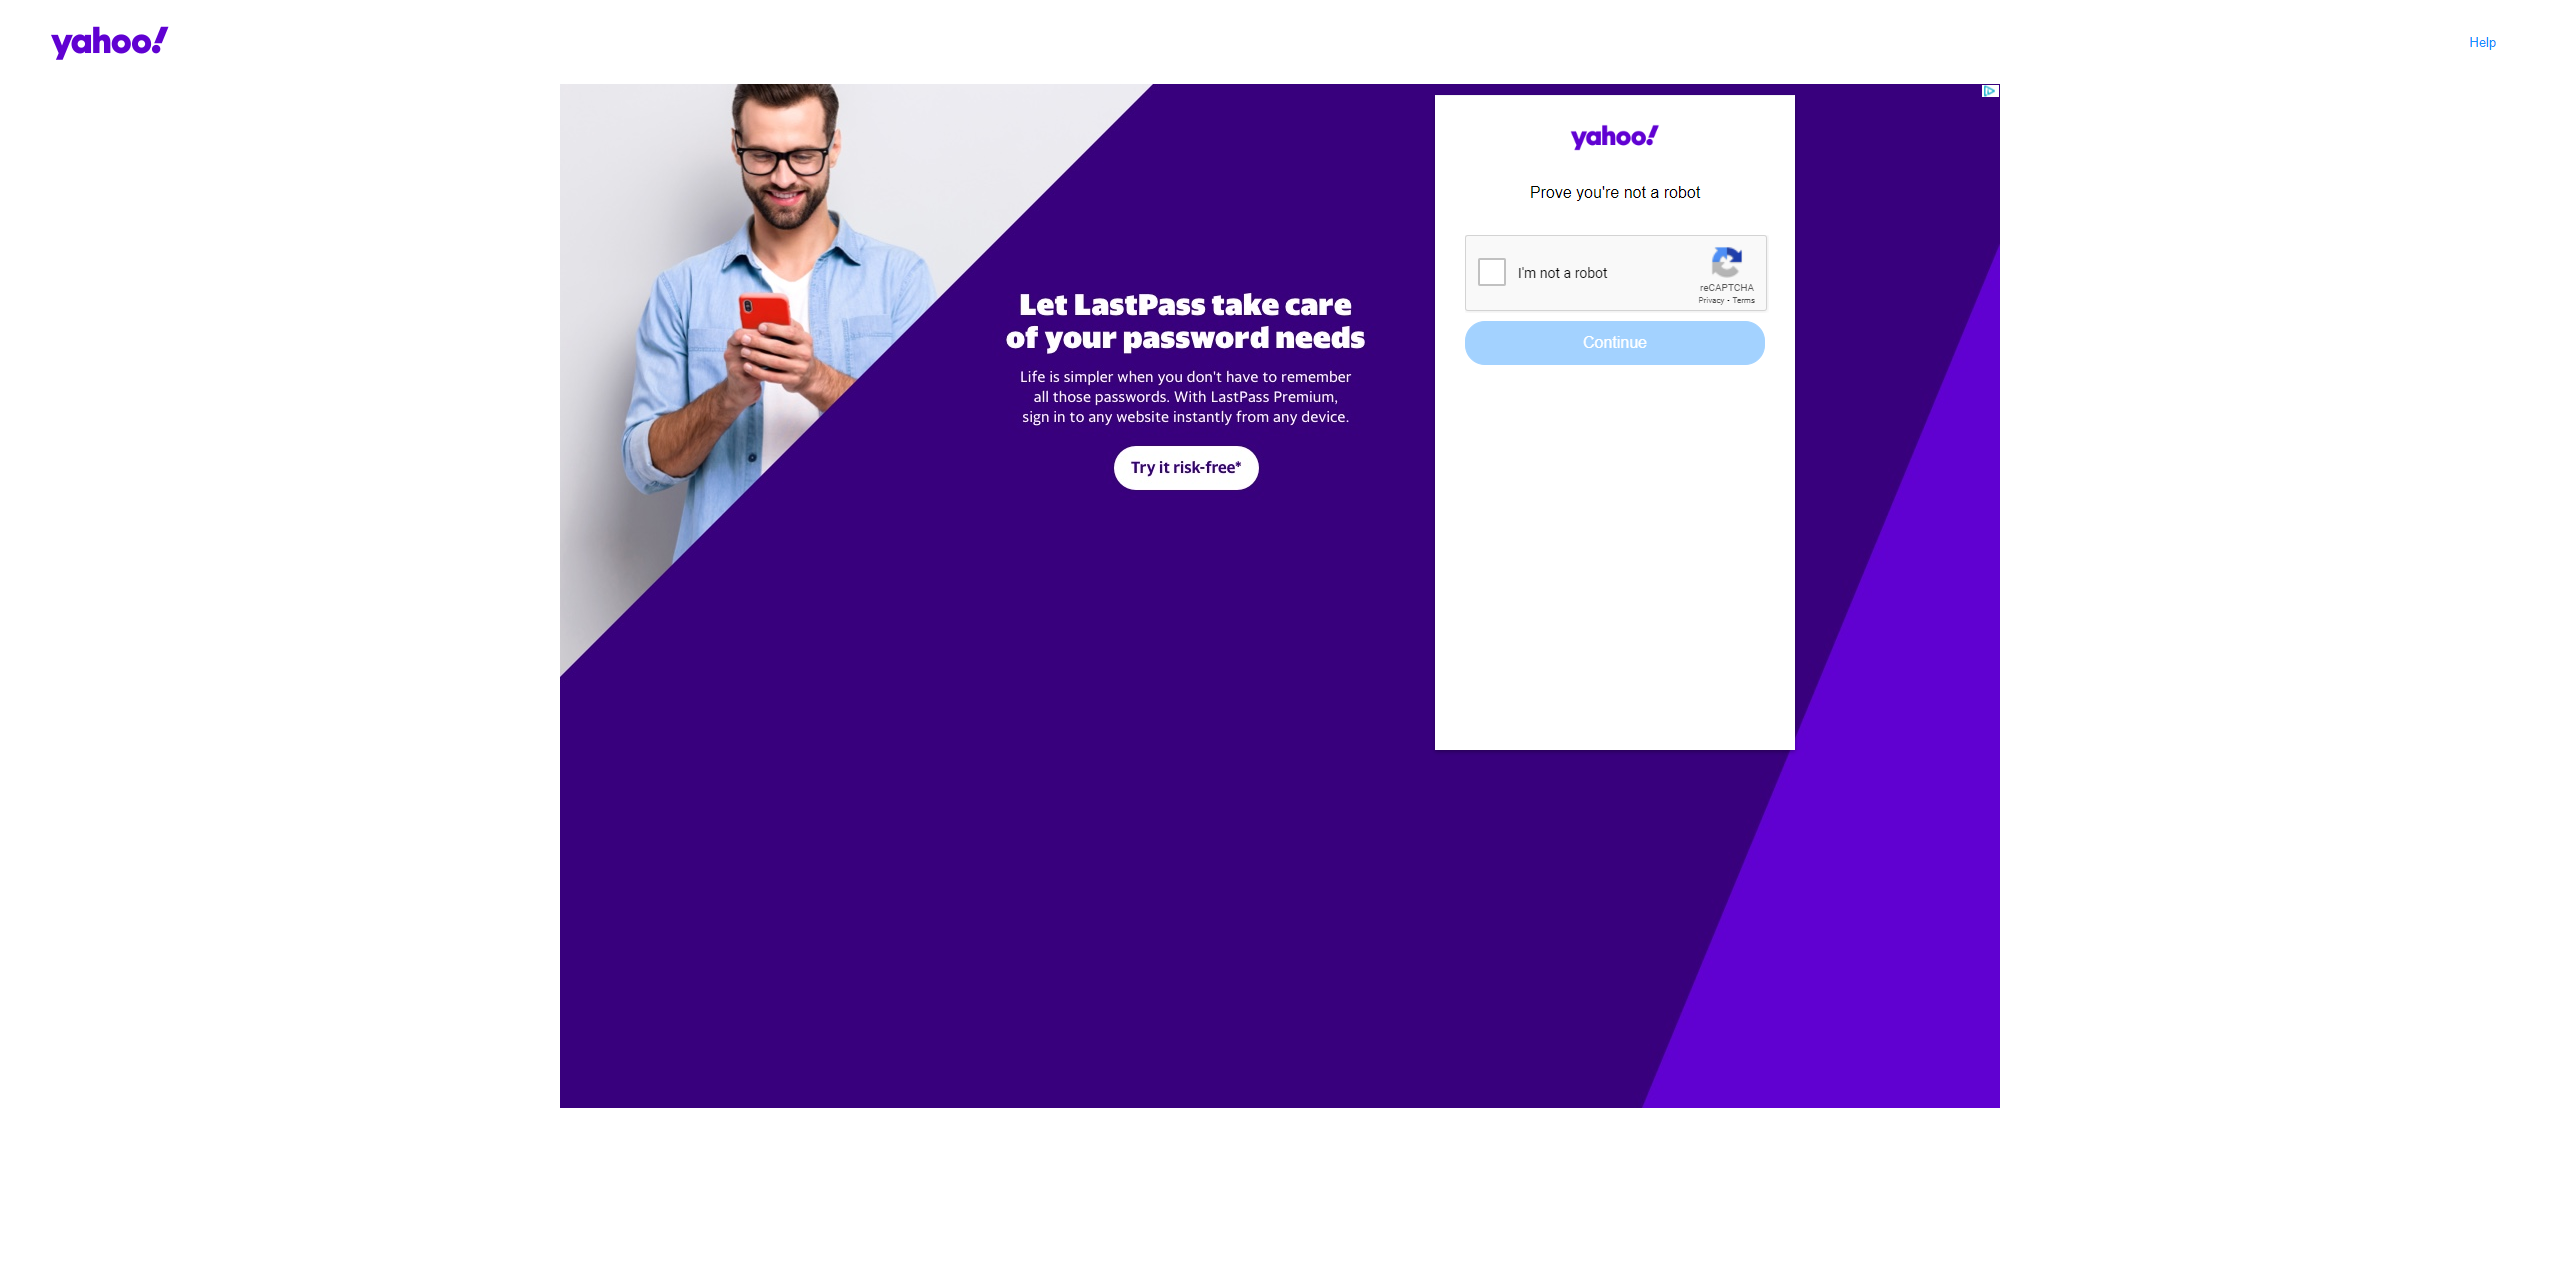 yahoo!
Help
Let LastPass take care
of your password needs
Life is simpler when you don't have to remember
all those passwords. With LastPass Premium,
sign in to any website instantly from any device.
Try it risk-free*
yahoo!
Prove you're not a robot
I'm not a robot
reCAPTCHA
Privacy - Terms
Continue